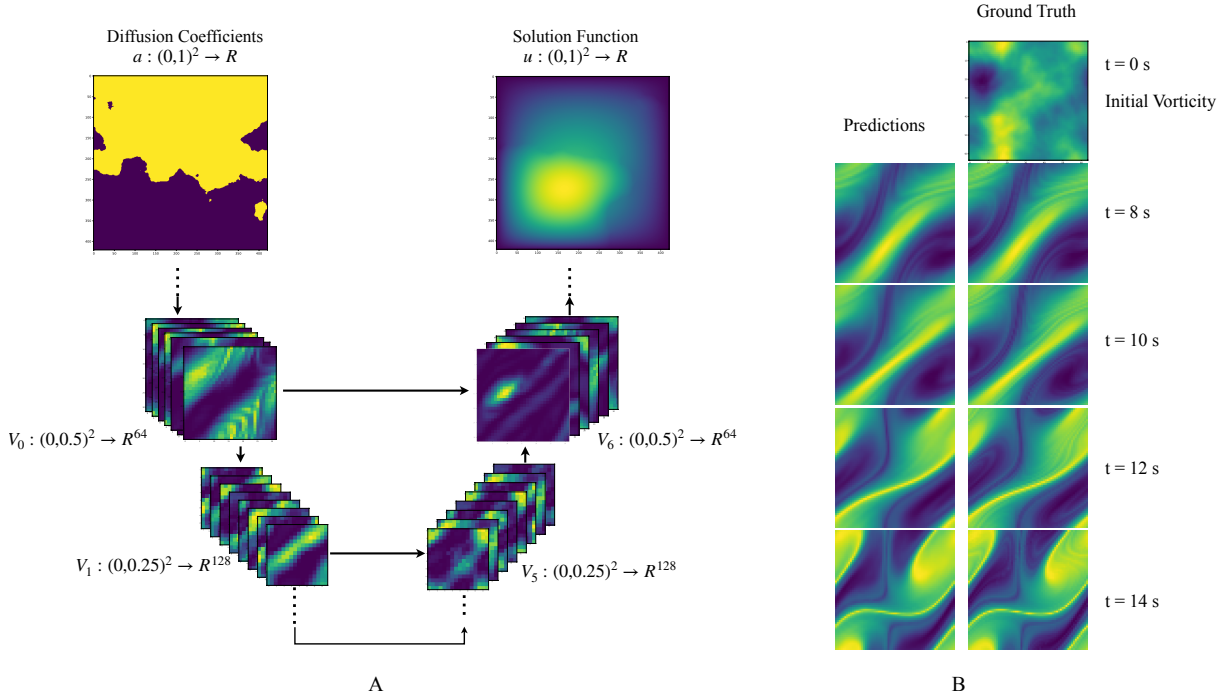 Diffusion Coefficients
a : (0,1)² → R
Solution Function
u : (0,1)² → R
V₀ : (0,0.5)² → R⁶⁴
V₆ : (0,0.5)² → R⁶⁴
V₁ : (0,0.25)² → R¹²⁸
V₅ : (0,0.25)² → R¹²⁸
A
Ground Truth
t = 0 s
Initial Vorticity
Predictions
t = 8 s
t = 10 s
t = 12 s
t = 14 s
B